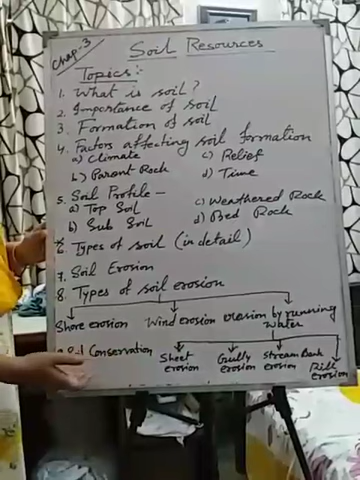 Chap-3
Soil Resources
Topics:-
1. What is soil?
2. Importance of soil
3. Formation of soil
4. Factors affecting soil formation
a) Climate c) Relief
b) Parent Rock d) Time
5. Soil Profile -
a) Top Soil c) Weathered Rock
b) Sub Soil d) Bed Rock
6. Types of soil (in detail)
7. Soil Erosion
8. Types of soil erosion
Shore erosion Wind erosion erosion by running
water
Conservation Sheet Gully Stream Bank Rill
erosion erosion erosion erosion